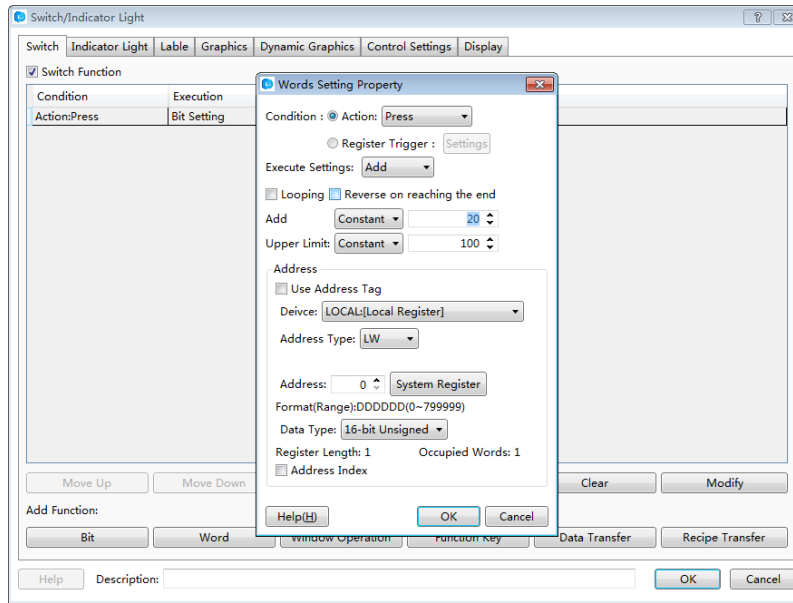 Switch/Indicator Light
Switch Indicator Light Lable Graphics Dynamic Graphics Control Settings Display
Switch Function
Condition Execution
Action:Press Bit Setting
Words Setting Property
Condition : Action: Press
Register Trigger : Settings
Execute Settings: Add
Looping Reverse on reaching the end
Add Constant 20
Upper Limit: Constant 100
Address
Use Address Tag
Deivce: LOCAL:[Local Register]
Address Type: LW
Address: 0 System Register
Format(Range):DDDDDD(0~799999)
Data Type: 16-bit Unsigned
Register Length: 1 Occupied Words: 1
Address Index
Help(H) OK Cancel
Move Up Move Down Clear Modify
Add Function:
Bit Word Window Operation Function Key Data Transfer Recipe Transfer
Help Description: OK Cancel